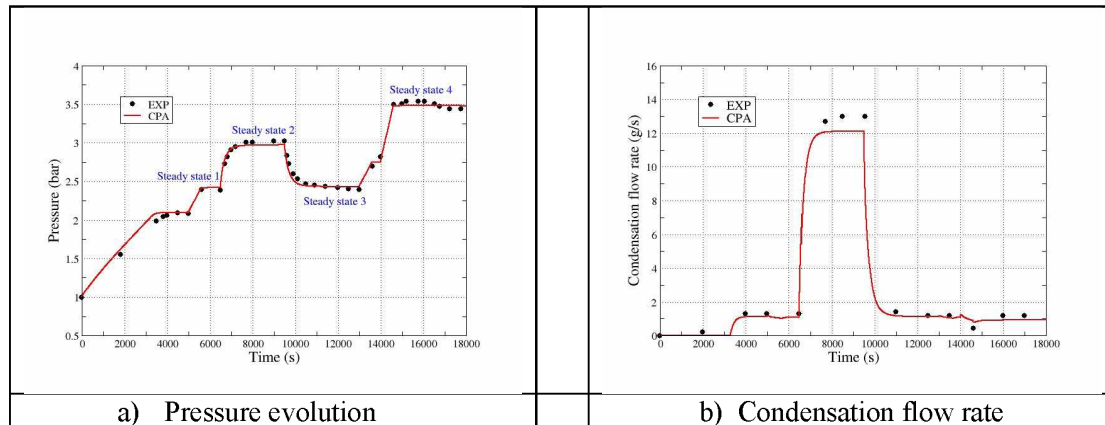 4
3.5
3
2.5
2
1.5
1
0.5
Pressure (bar)
EXP
CPA
Steady state 1
Steady state 2
Steady state 3
Steady state 4
0 2000 4000 6000 8000 10000 12000 14000 16000 18000
Time (s)
16
14
12
10
8
6
4
2
0
Condensation flow rate (g/s)
EXP
CPA
0 2000 4000 6000 8000 10000 12000 14000 16000 18000
Time (s)
a) Pressure evolution
b) Condensation flow rate